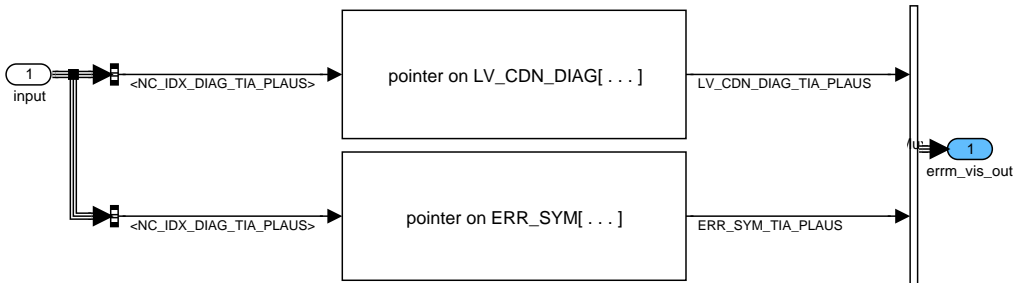 1
input
<NC_IDX_DIAG_TIA_PLAUS>
pointer on LV_CDN_DIAG[ . . . ]
LV_CDN_DIAG_TIA_PLAUS
1
errm_vis_out
<NC_IDX_DIAG_TIA_PLAUS>
pointer on ERR_SYM[ . . . ]
ERR_SYM_TIA_PLAUS